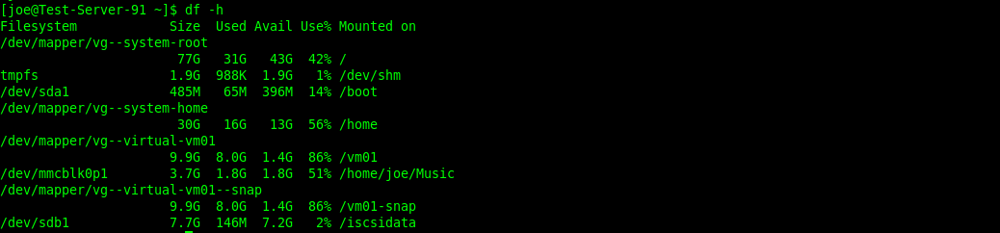 [joe@Test-Server-91 ~]$ df -h
Filesystem            Size  Used Avail Use% Mounted on
/dev/mapper/vg--system-root
                       77G   31G   43G  42% /
tmpfs                 1.9G  988K  1.9G   1% /dev/shm
/dev/sda1             485M   65M  396M  14% /boot
/dev/mapper/vg--system-home
                       30G   16G   13G  56% /home
/dev/mapper/vg--virtual-vm01
                      9.9G  8.0G  1.4G  86% /vm01
/dev/mmcblk0p1        3.7G  1.8G  1.8G  51% /home/joe/Music
/dev/mapper/vg--virtual-vm01--snap
                      9.9G  8.0G  1.4G  86% /vm01-snap
/dev/sdb1             7.7G  146M  7.2G   2% /iscsidata